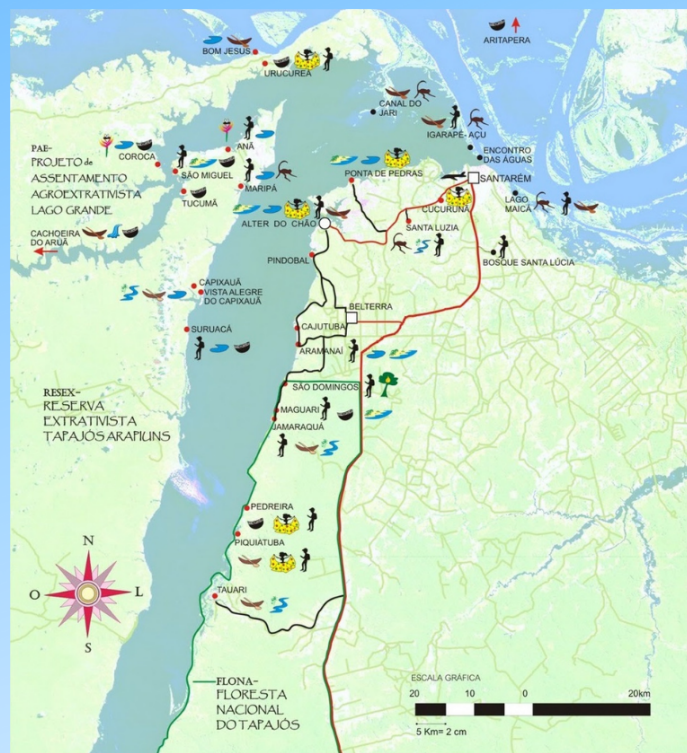 ARITAPERA
BOM JESUS
URUCUREA
CANAL DO
JARI
IGARAPÉ-AÇU
ANÃ
ENCONTRO
DAS ÁGUAS
PAE-
PROJETO de
ASSENTAMENTO
AGROEXTRATIVISTA
LAGO GRANDE
COROCA
SÃO MIGUEL
MARIPÁ
TUCUMÃ
PONTA DE PEDRAS
SANTARÉM
CUCURUNÃ
LAGO
MAICÁ
CACHOEIRA
DO ARUÃ
ALTER DO CHÃO
SANTA LUZIA
BOSQUE SANTA LÚCIA
PINDOBAL
CAPIXAUÃ
VISTA ALEGRE
DO CAPIXAUÃ
BELTERRA
SURUACÁ
CAJUTUBA
ARAMANAÍ
SÃO DOMINGOS
RESEX-
RESERVA
EXTRATIVISTA
TAPAJÓS ARAPIUNS
MAGUARI
JAMARAQUÁ
PEDREIRA
PIQUIATUBA
N
O
L
S
TAUARI
FLONA-
FLORESTA
NACIONAL
DO TAPAJÓS
ESCALA GRÁFICA
20 10 0 20km
5 Km= 2 cm